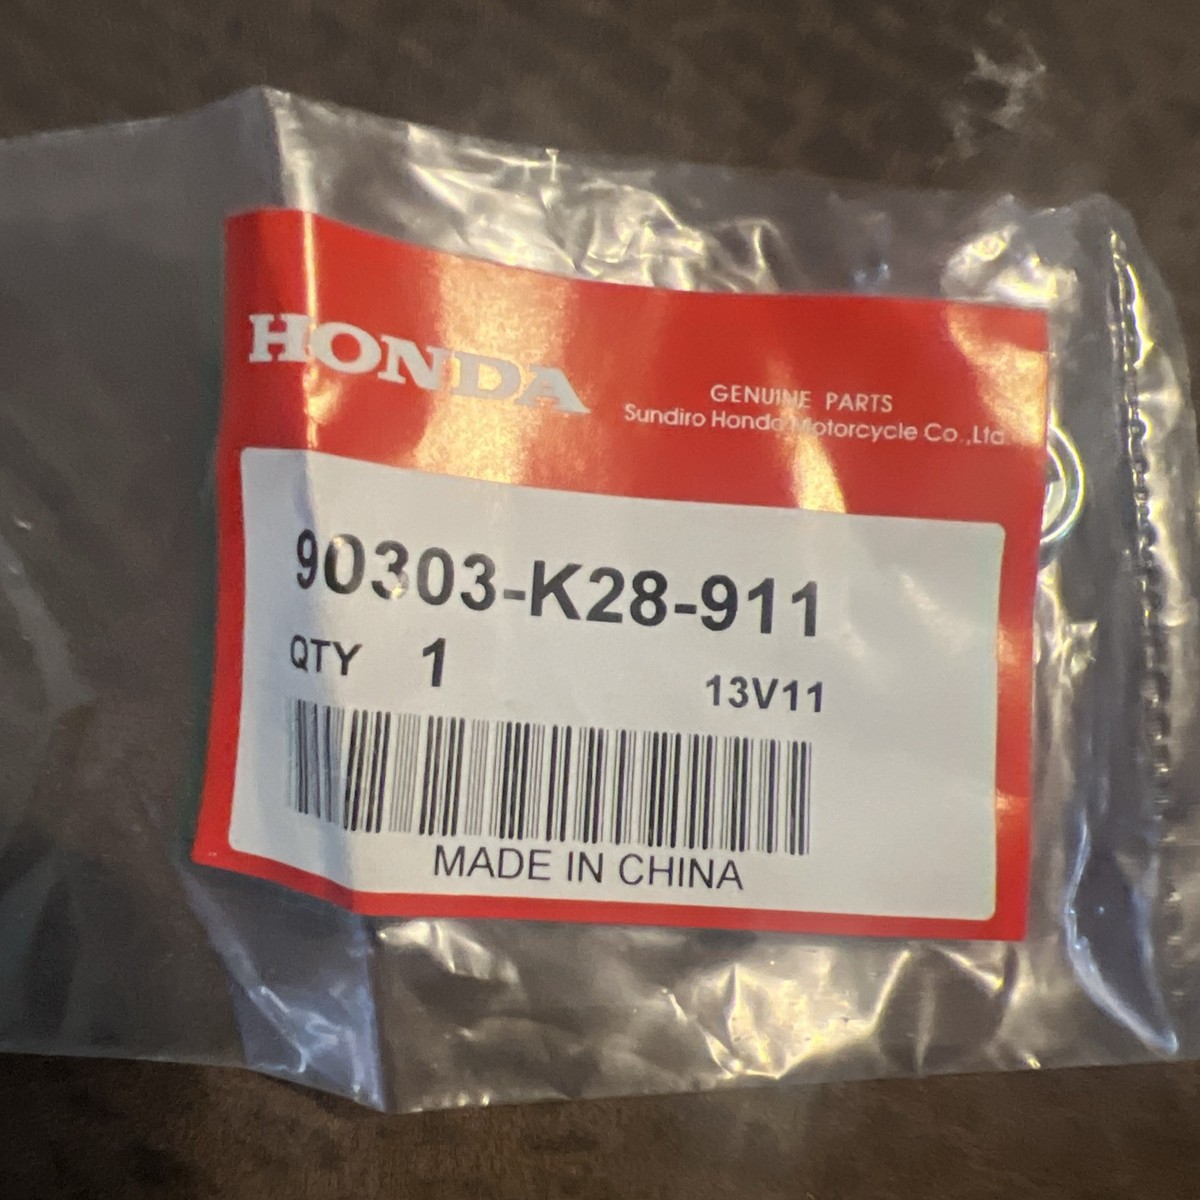 HONDA
GENUINE PARTS
Sundiro Honda Motorcycle Co.,Ltd.
90303-K28-911
QTY 1
13V11
MADE IN CHINA